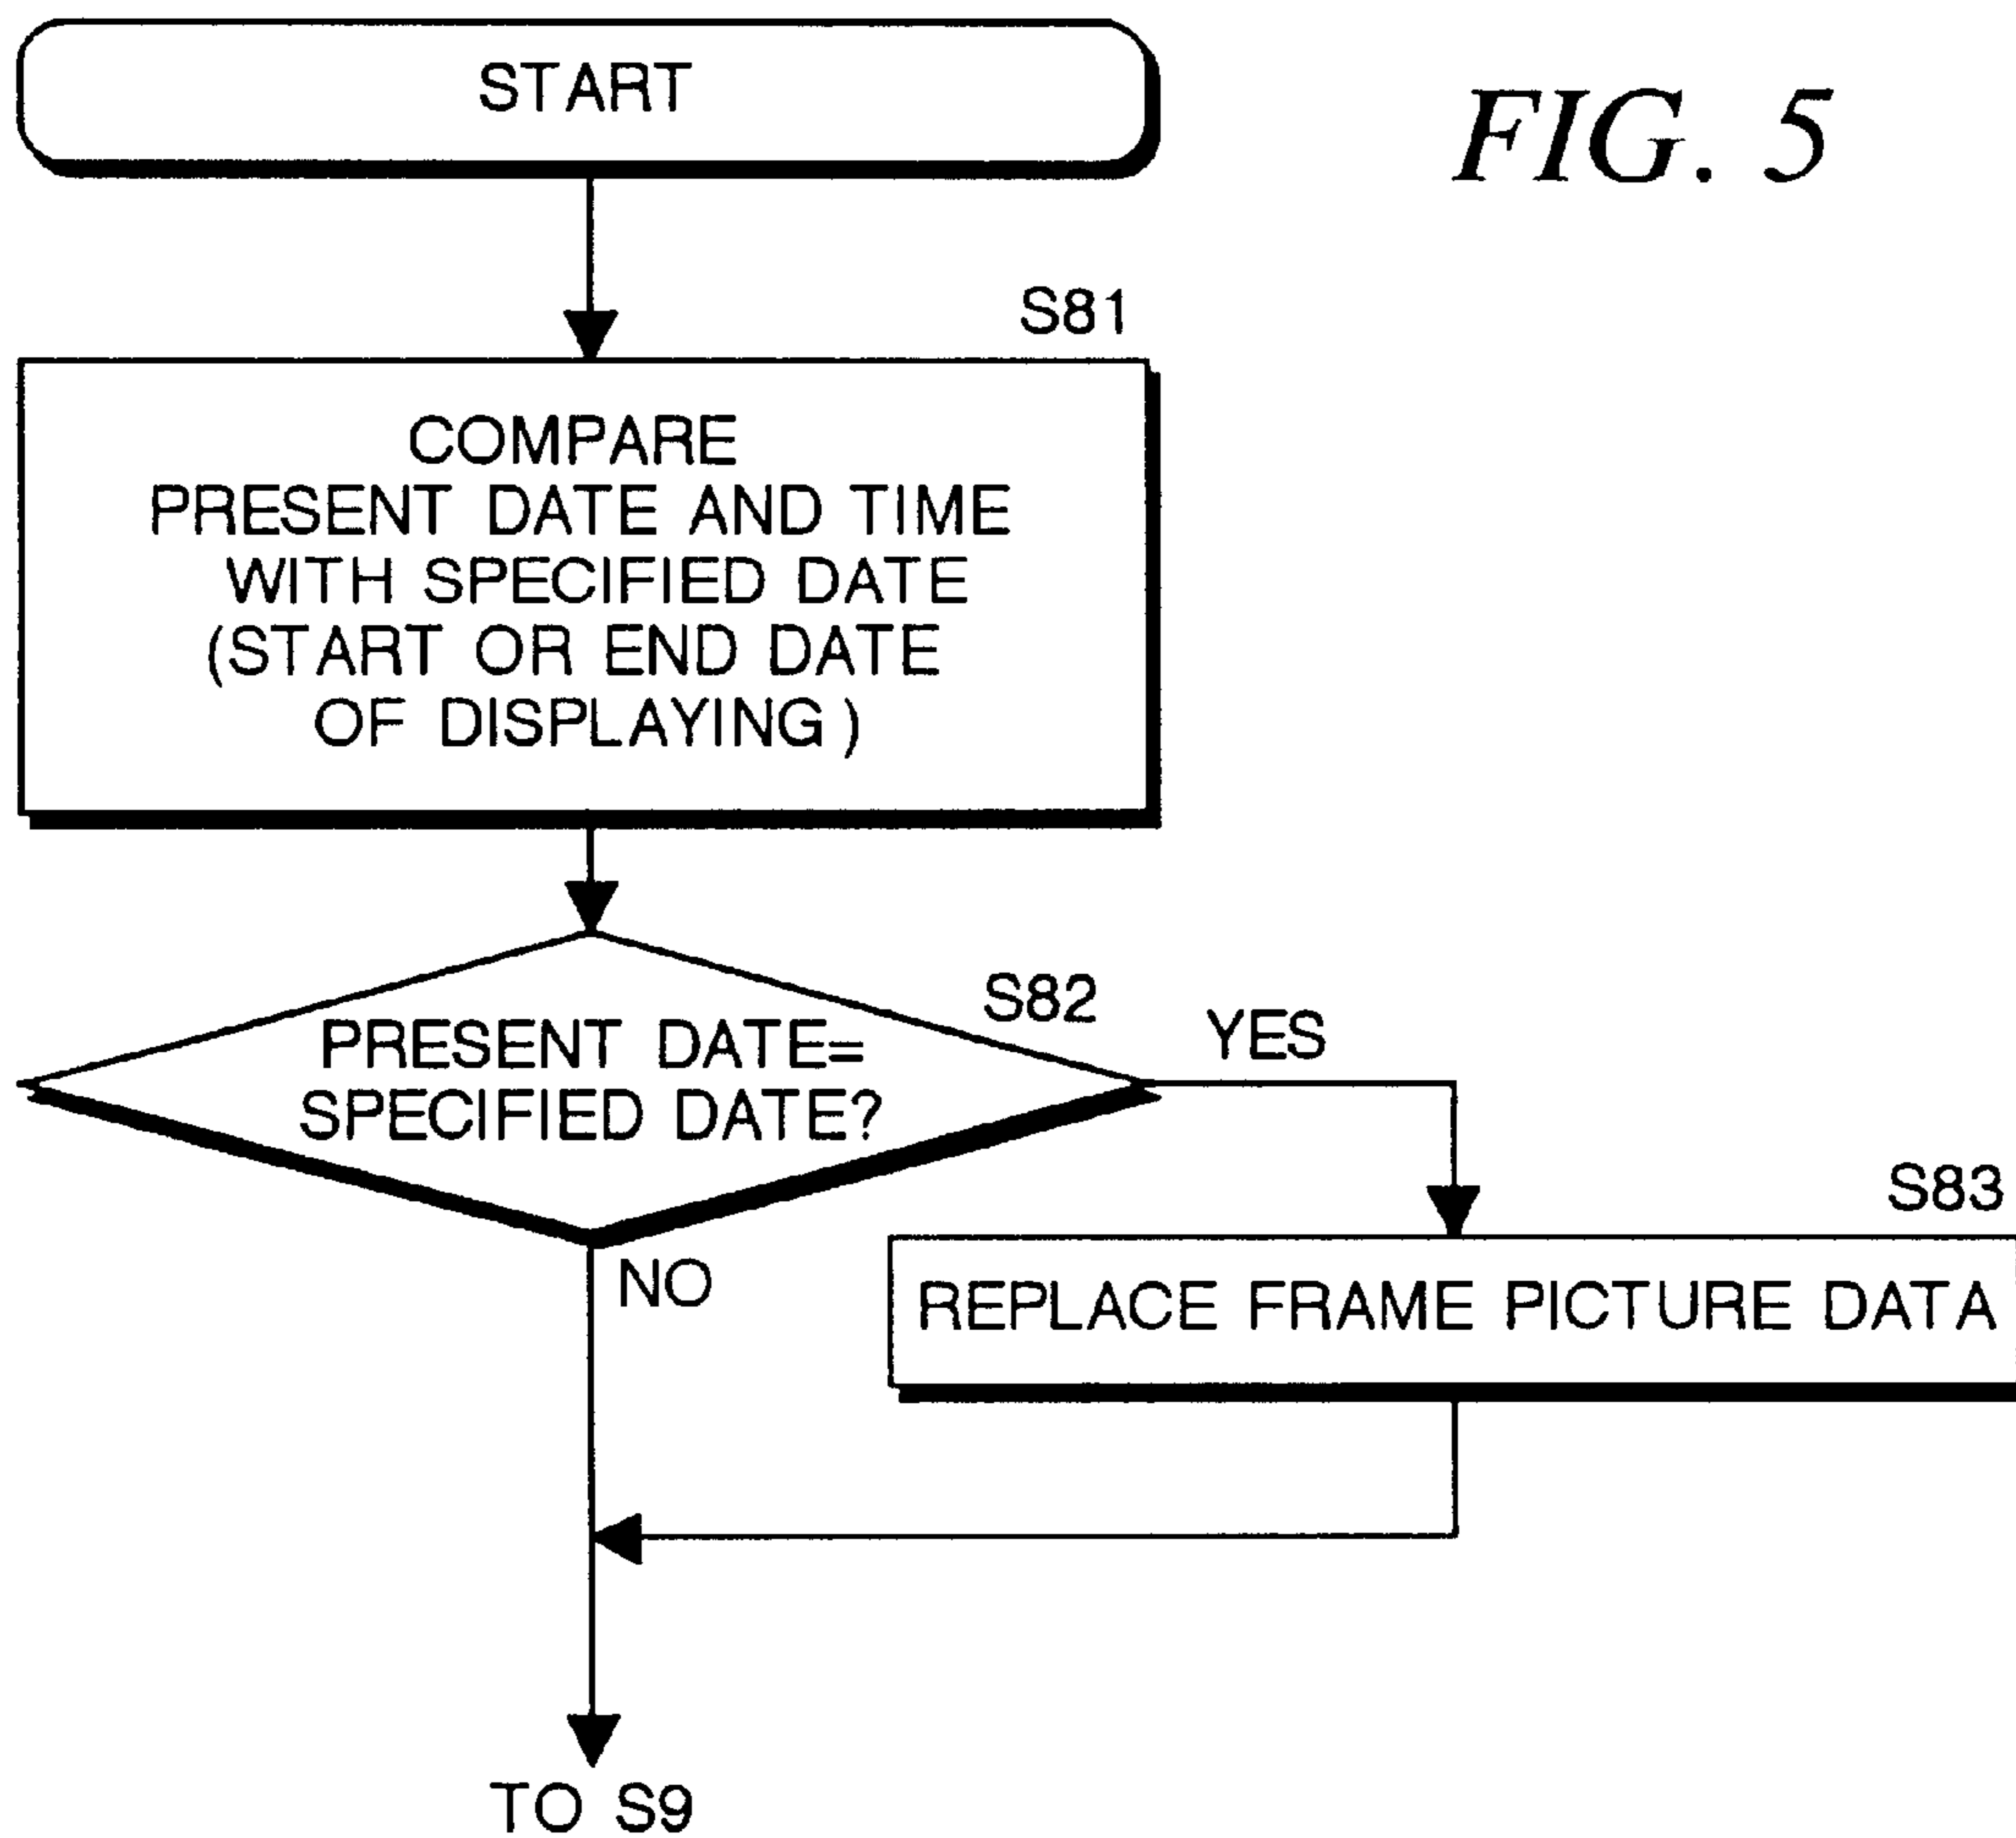 START
FIG. 5
S81
COMPARE
PRESENT DATE AND TIME
WITH SPECIFIED DATE
(START OR END DATE
OF DISPLAYING)
S82
PRESENT DATE=
SPECIFIED DATE?
YES
NO
S83
REPLACE FRAME PICTURE DATA
TO S9